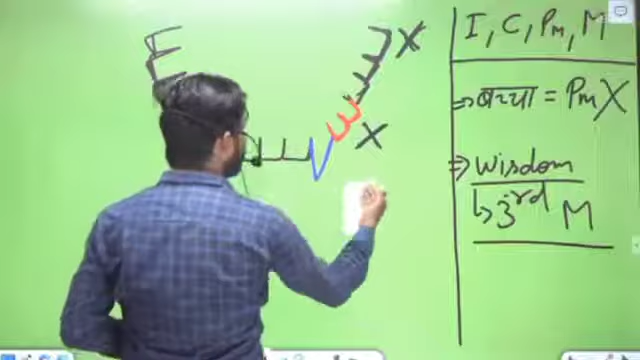 X
X
I, C, Pm, M
⇒ बच्चा = Pm X
⇒ Wisdom
↳ 3rd M